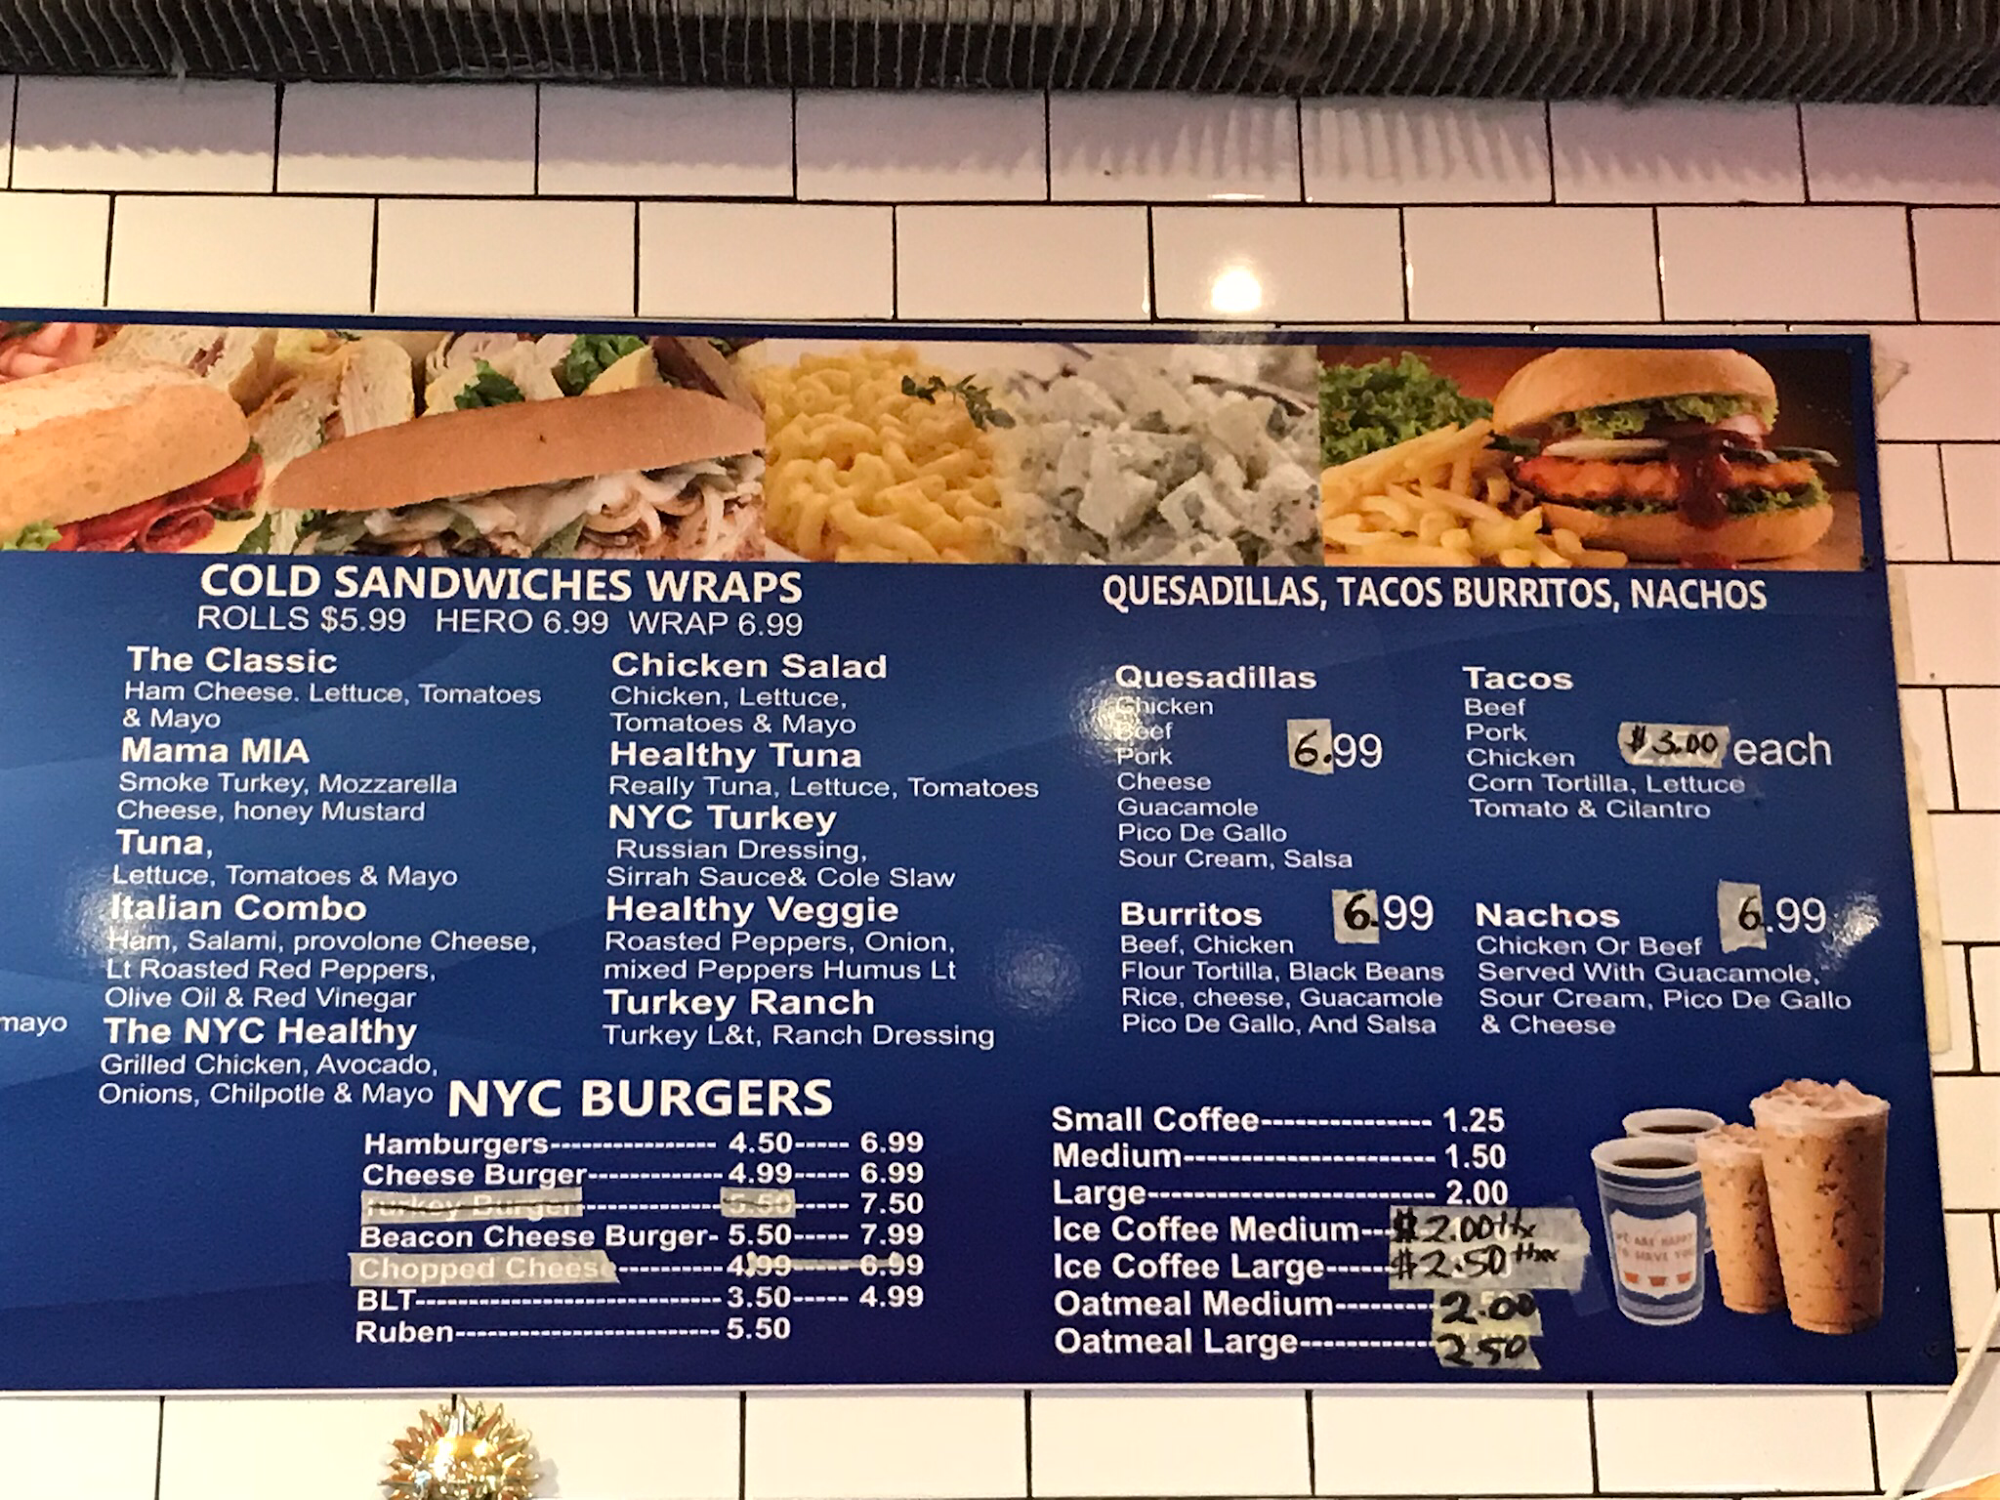 COLD SANDWICHES WRAPS
ROLLS $5.99 HERO 6.99 WRAP 6.99
The Classic
Ham Cheese. Lettuce, Tomatoes
& Mayo
Mama MIA
Smoke Turkey, Mozzarella
Cheese, honey Mustard
Tuna,
Lettuce, Tomatoes & Mayo
Italian Combo
Ham, Salami, provolone Cheese,
Lt Roasted Red Peppers,
Olive Oil & Red Vinegar
mayo
The NYC Healthy
Grilled Chicken, Avocado,
Onions, Chilpotle & Mayo
Chicken Salad
Chicken, Lettuce,
Tomatoes & Mayo
Healthy Tuna
Really Tuna, Lettuce, Tomatoes
NYC Turkey
Russian Dressing,
Sirrah Sauce& Cole Slaw
Healthy Veggie
Roasted Peppers, Onion,
mixed Peppers Humus Lt
Turkey Ranch
Turkey L&t, Ranch Dressing
NYC BURGERS
Hamburgers---------------- 4.50----- 6.99
Cheese Burger------------4.99----- 6.99
turkey Burger------------5.50----- 7.50
Beacon Cheese Burger- 5.50----- 7.99
Chopped Cheese----------4.99----- 6.99
BLT----------------------------- 3.50----- 4.99
Ruben------------------------- 5.50
QUESADILLAS, TACOS BURRITOS, NACHOS
Quesadillas
Chicken
Beef
Pork
6.99
Cheese
Guacamole
Pico De Gallo
Sour Cream, Salsa
Tacos
Beef
Pork
Chicken
$3.00 each
Corn Tortilla, Lettuce
Tomato & Cilantro
Burritos 6.99
Beef, Chicken
Flour Tortilla, Black Beans
Rice, cheese, Guacamole
Pico De Gallo, And Salsa
Nachos 6.99
Chicken Or Beef
Served With Guacamole,
Sour Cream, Pico De Gallo
& Cheese
Small Coffee---------------- 1.25
Medium----------------------- 1.50
Large-------------------------- 2.00
Ice Coffee Medium---$2.00
Ice Coffee Large------$2.50
Oatmeal Medium---------2.00
Oatmeal Large------------2.50
WE ARE HAPPY